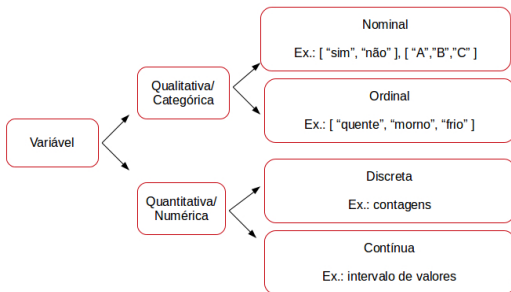 Variável
Qualitativa/
Categórica
Nominal
Ex.: [ “sim”, “não” ], [ “A”,”B”,”C” ]
Ordinal
Ex.: [ “quente”, “morno”, “frio” ]
Quantitativa/
Numérica
Discreta
Ex.: contagens
Contínua
Ex.: intervalo de valores